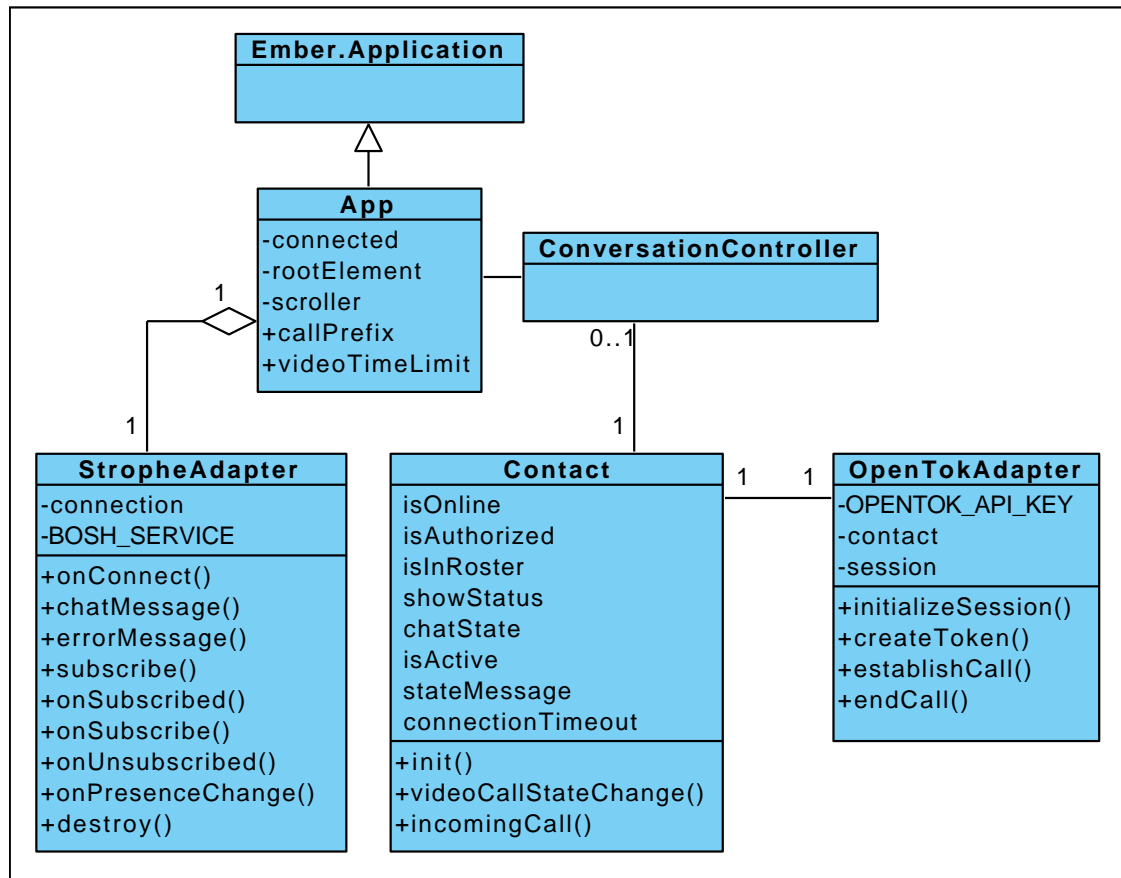 Ember.Application
App
-connected
-rootElement
-scroller
+callPrefix
+videoTimeLimit
ConversationController
1
1
0..1
1
StropheAdapter
-connection
-BOSH_SERVICE
+onConnect()
+chatMessage()
+errorMessage()
+subscribe()
+onSubscribed()
+onSubscribe()
+onUnsubscribed()
+onPresenceChange()
+destroy()
Contact
isOnline
isAuthorized
isInRoster
showStatus
chatState
isActive
stateMessage
connectionTimeout
+init()
+videoCallStateChange()
+incomingCall()
1
1
OpenTokAdapter
-OPENTOK_API_KEY
-contact
-session
+initializeSession()
+createToken()
+establishCall()
+endCall()